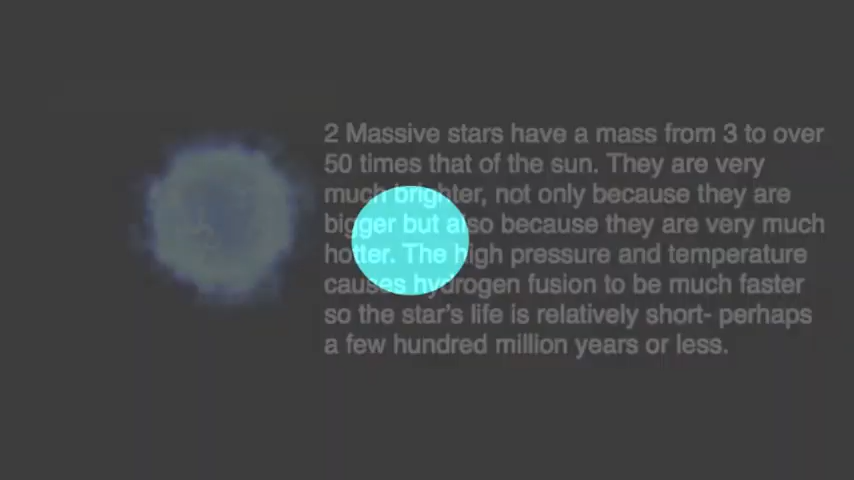 2 Massive stars have a mass from 3 to over
50 times that of the sun. They are very
much brighter, not only because they are
bigger but also because they are very much
hotter. The high pressure and temperature
causes hydrogen fusion to be much faster
so the star's life is relatively short- perhaps
a few hundred million years or less.